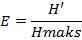 E = H' / Hmaks